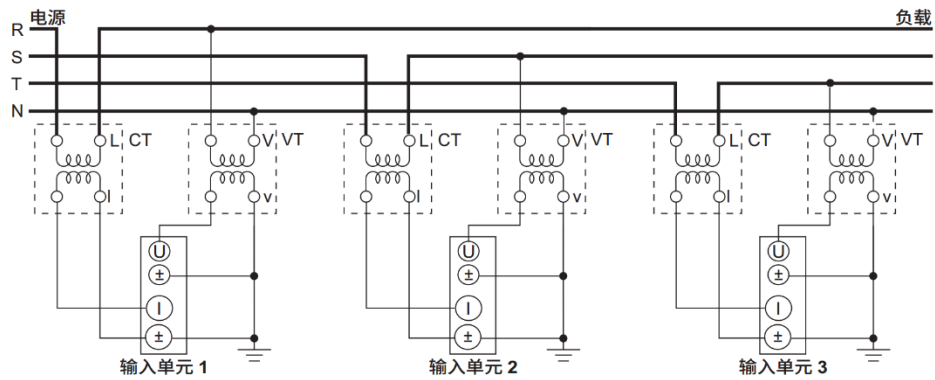 电源 负载
R
S
T
N
L CT V VT L CT V VT L CT V VT
l v l v l v
U U U
± ± ±
I I I
± ± ±
输入单元 1 输入单元 2 输入单元 3